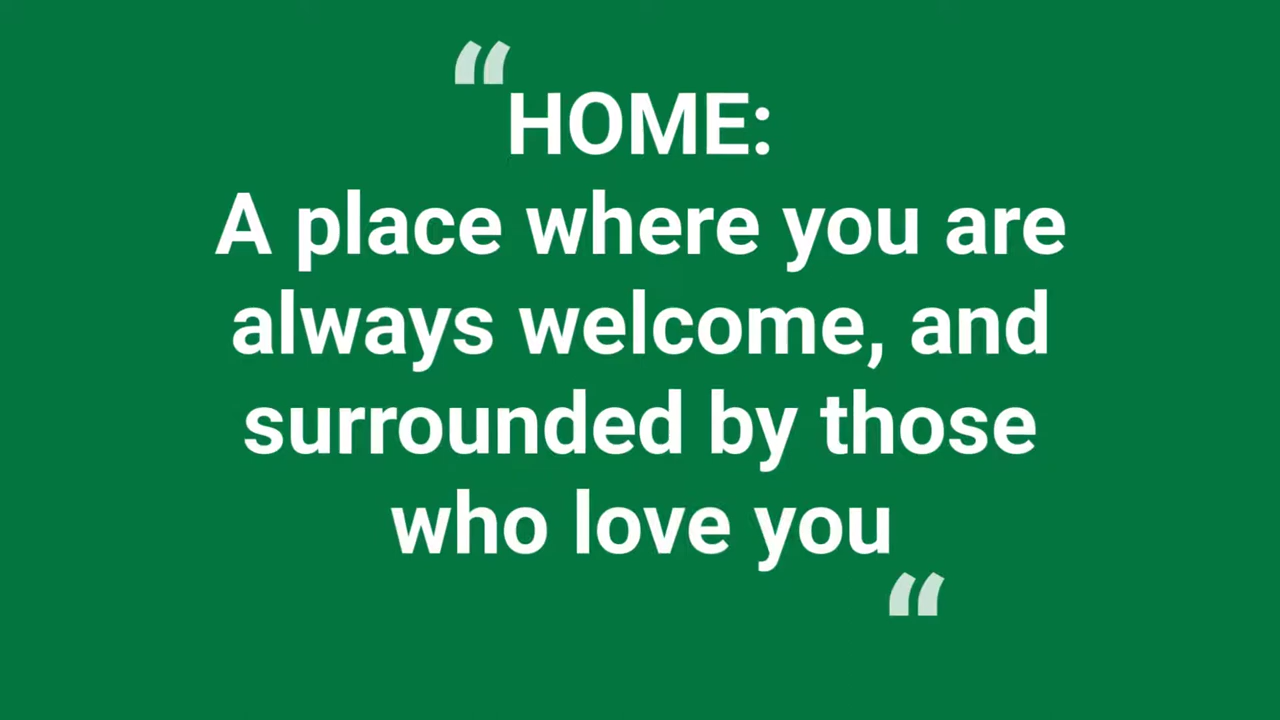 “HOME:
A place where you are
always welcome, and
surrounded by those
who love you
“